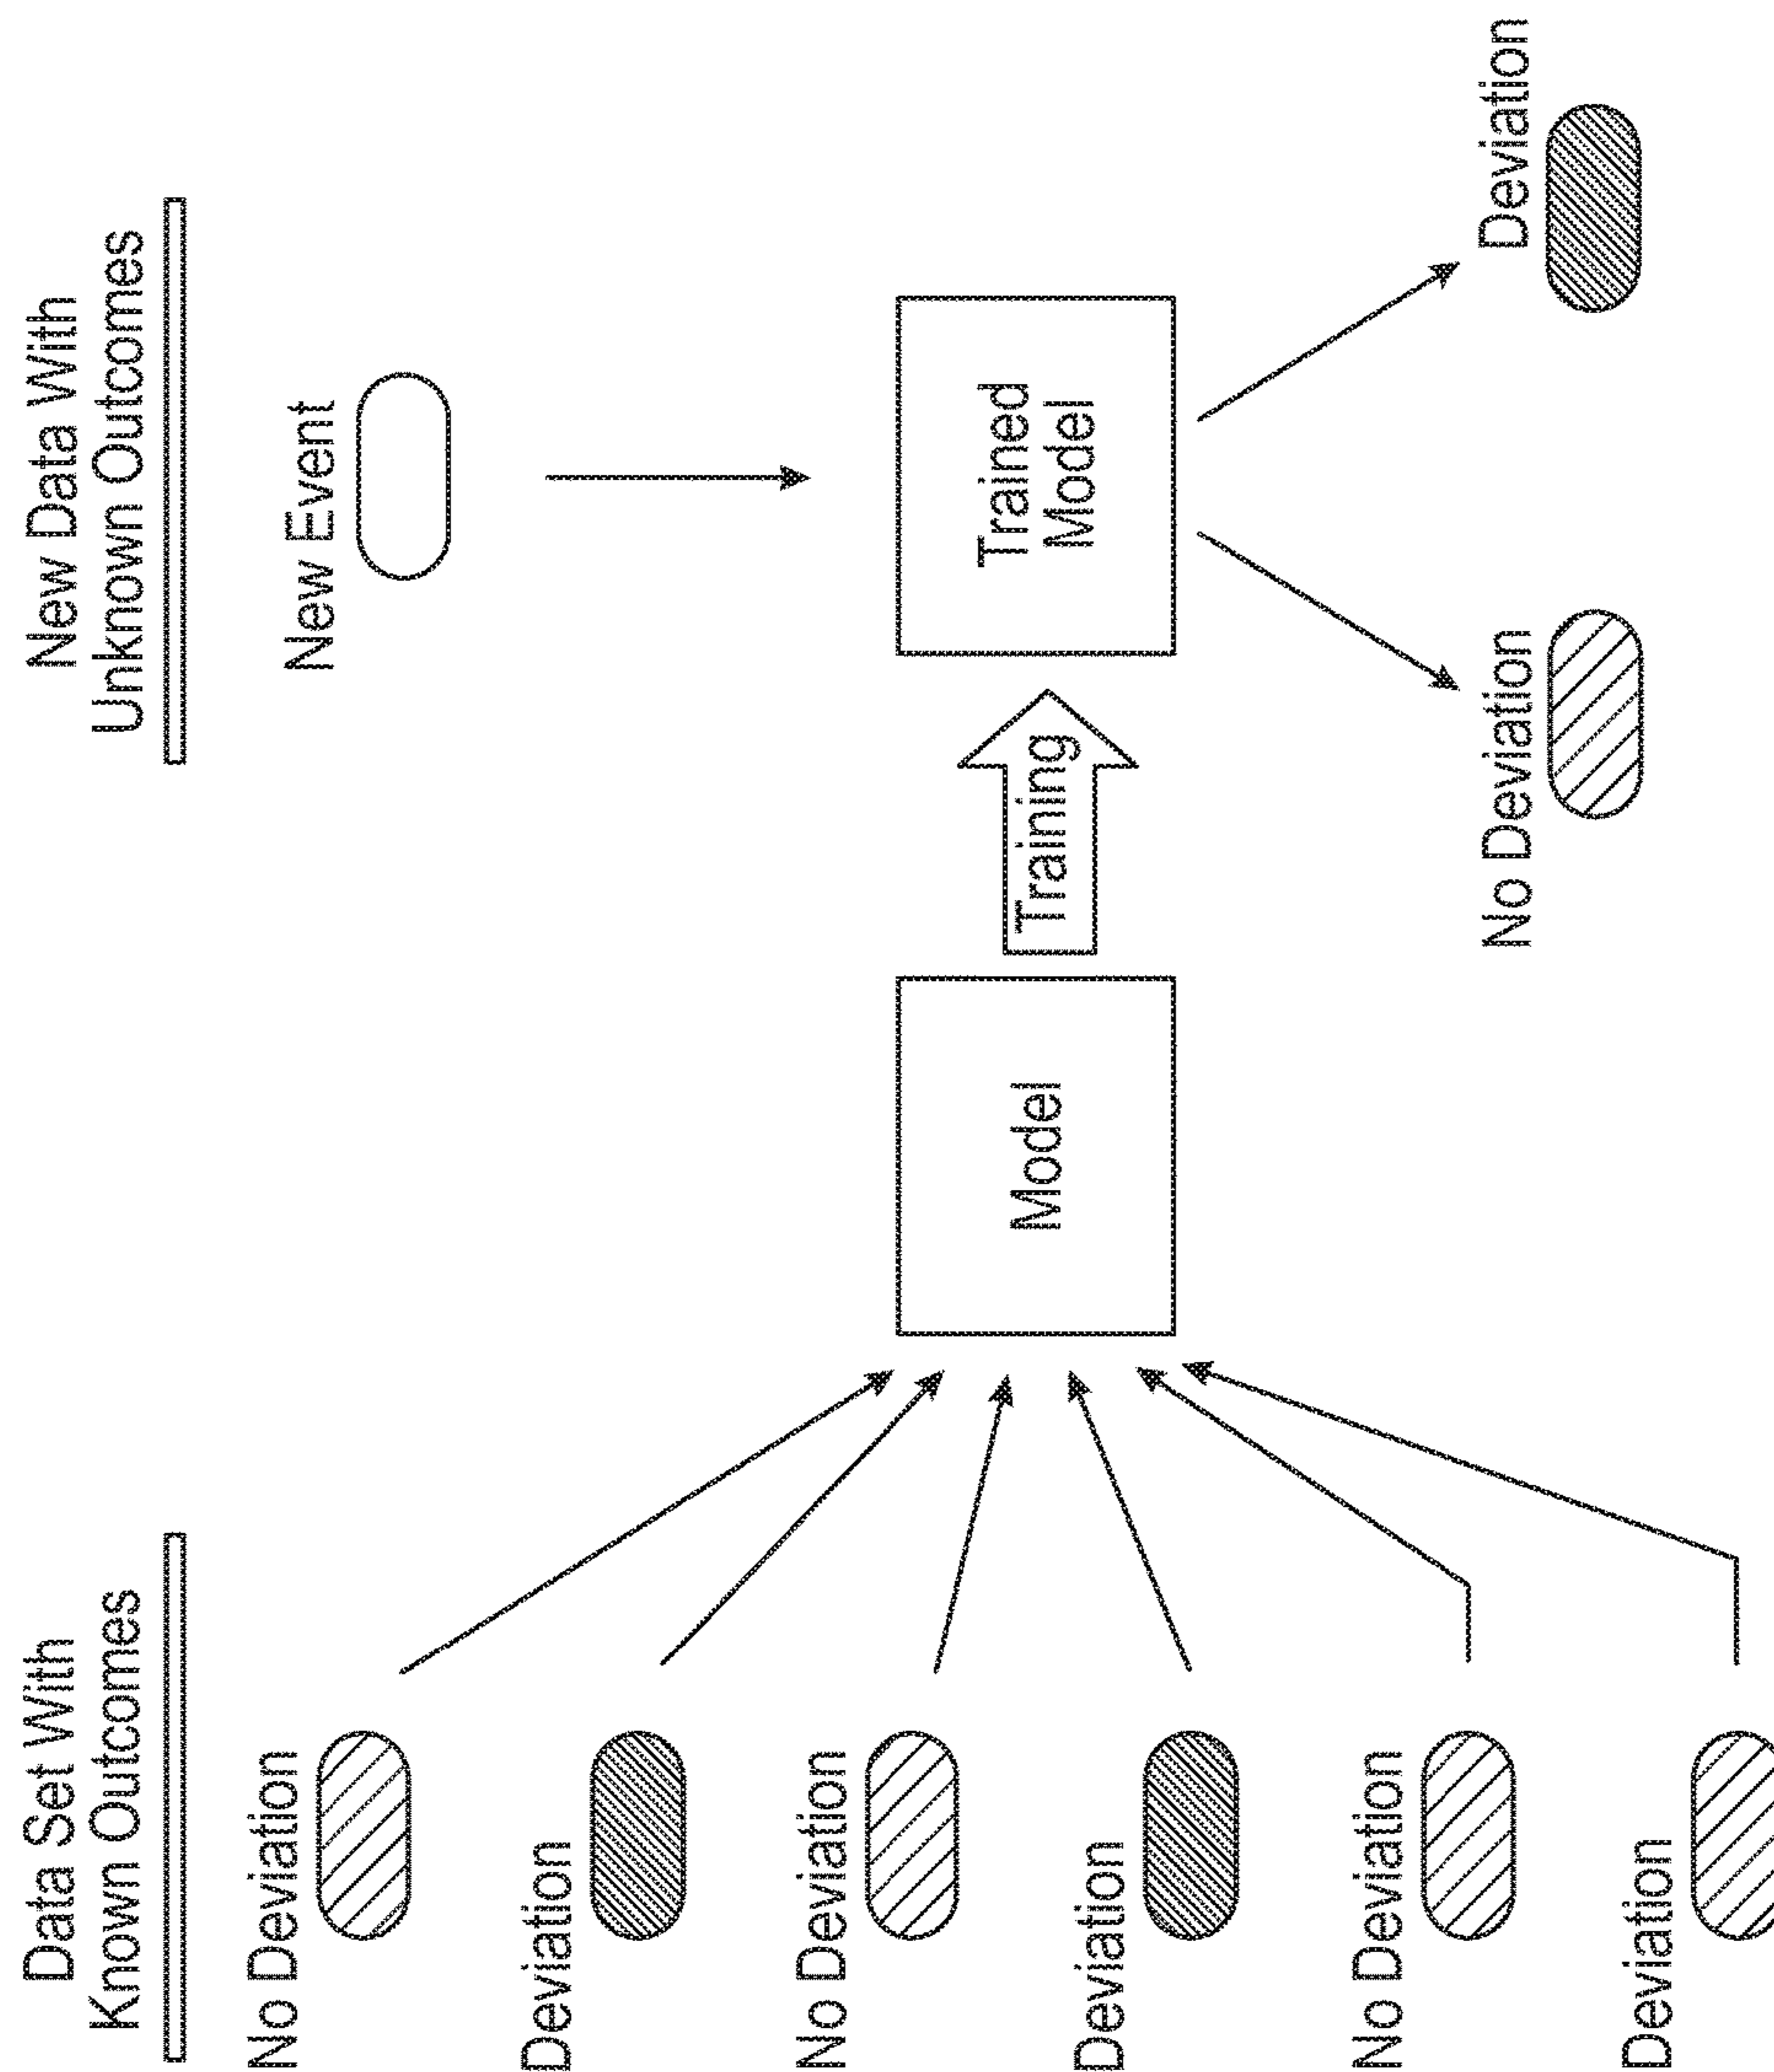 Data Set With
Known Outcomes
No Deviation
Deviation
No Deviation
Deviation
No Deviation
Deviation
Model
Training
New Data With
Unknown Outcomes
New Event
Trained
Model
No Deviation
Deviation